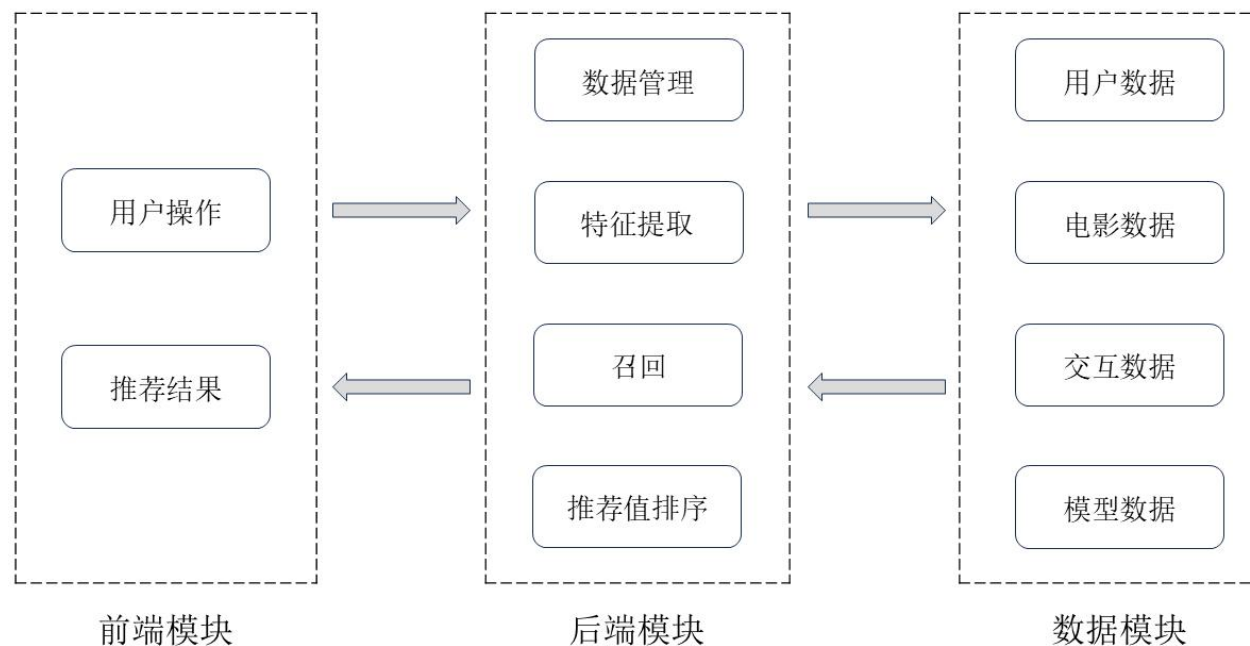 用户操作
推荐结果
前端模块
数据管理
特征提取
召回
推荐值排序
后端模块
用户数据
电影数据
交互数据
模型数据
数据模块